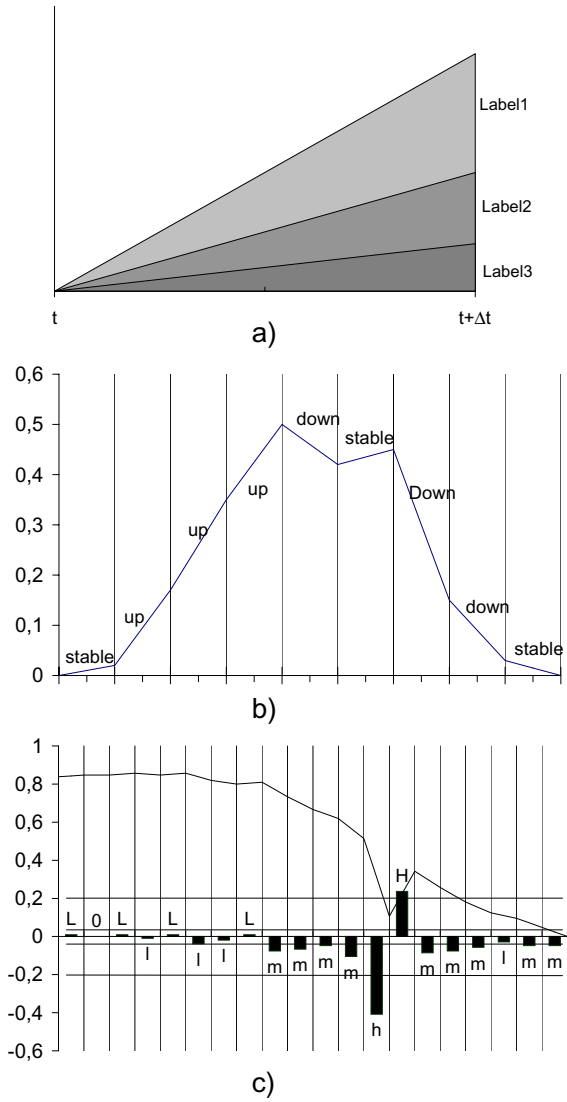 Label1
Label2
Label3
t t+Δt
a)
0,6
0,5
0,4
0,3
0,2
0,1
0
stable
up
up
up
down
stable
Down
down
stable
b)
1
0,8
0,6
0,4
0,2
0
-0,2
-0,4
-0,6
L 0 L l L l l L m m m m h H m m m l m m
c)